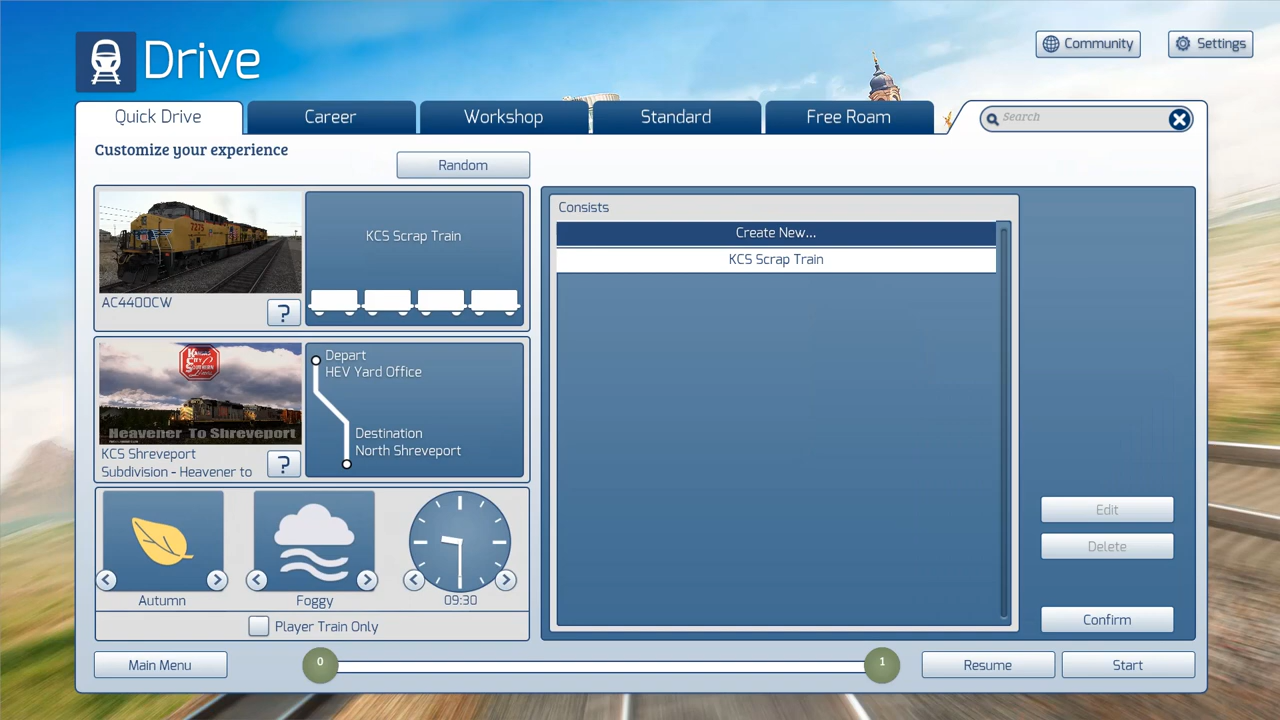 Drive
Community
Settings
Quick Drive
Career
Workshop
Standard
Free Roam
Search
Customize your experience
Random
7275
AC4400CW
?
KCS Scrap Train
Heavener To Shreveport
KCS Shreveport
Subdivision - Heavener to
?
Depart
HEV Yard Office
Destination
North Shreveport
Autumn
Foggy
09:30
Player Train Only
Consists
Create New...
KCS Scrap Train
Edit
Delete
Confirm
Main Menu
0
1
Resume
Start